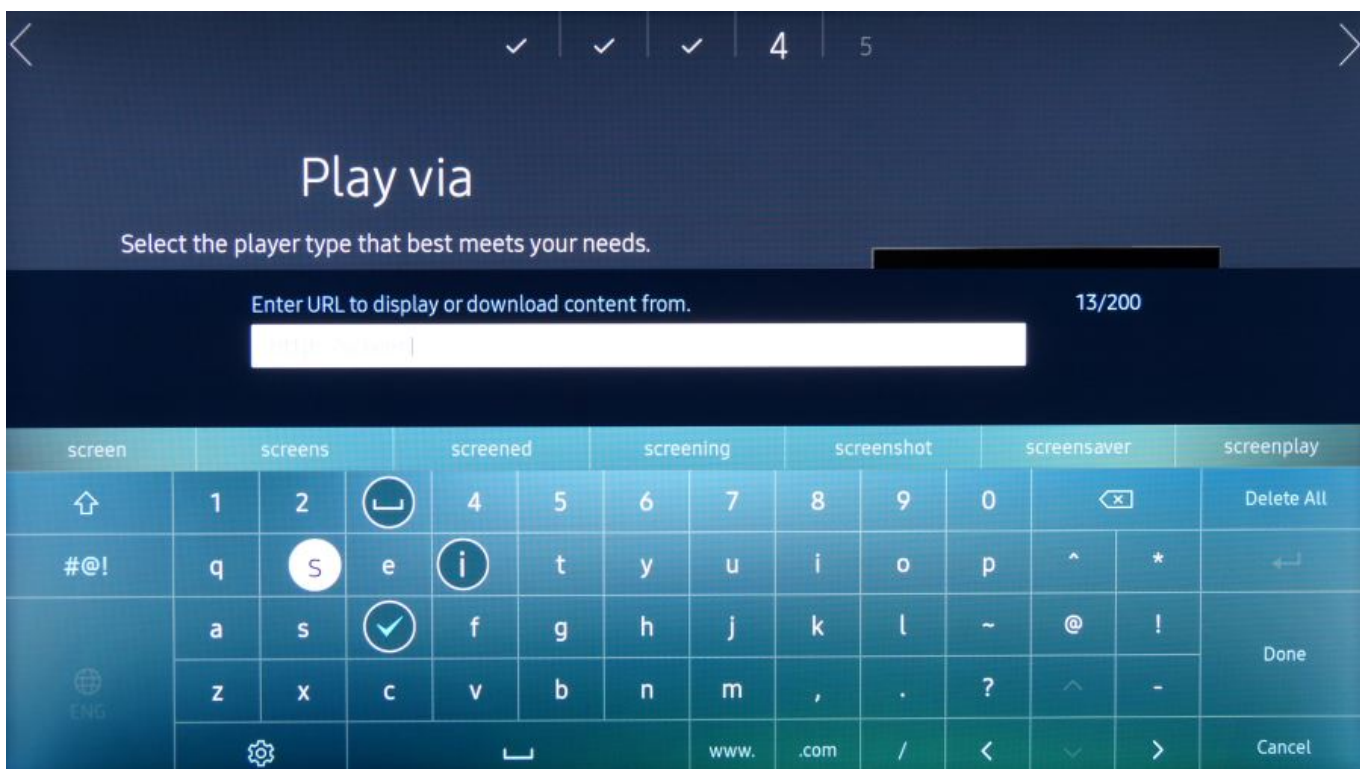 4 5
Play via
Select the player type that best meets your needs.
Enter URL to display or download content from. 13/200
screen screens screened screening screenshot screensaver screenplay
1 2 4 5 6 7 8 9 0 Delete All
#@! q s e i t y u i o p ^ *
a s f g h j k l ~ @ !
Done
z x c v b n m , . ? -
ENG
www. .com / < > Cancel